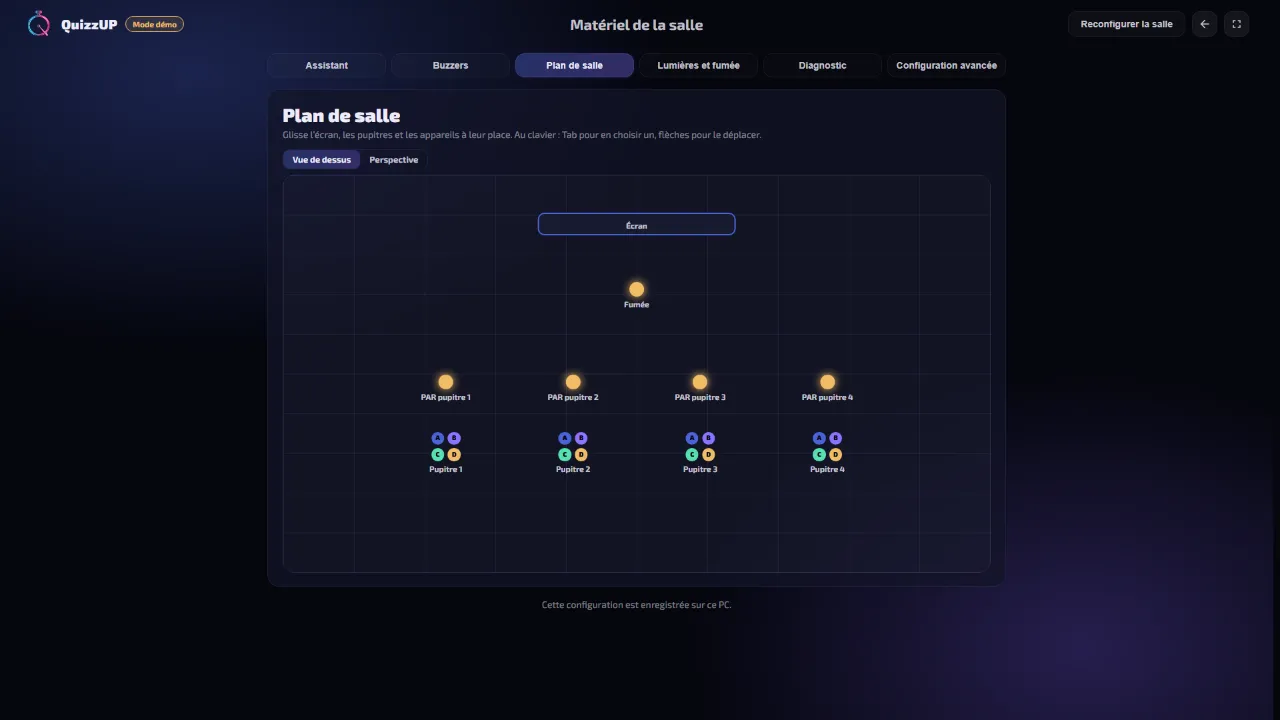 QuizzUP Mode démo Matériel de la salle Reconfigurer la salle
Assistant Buzzers Plan de salle Lumières et fumée Diagnostic Configuration avancée
Plan de salle
Glisse l'écran, les pupitres et les appareils à leur place. Au clavier : Tab pour en choisir un, flèches pour le déplacer.
Vue de dessus Perspective
Écran
Fumée
PAR pupitre 1 PAR pupitre 2 PAR pupitre 3 PAR pupitre 4
A B A B A B A B
C D C D C D C D
Pupitre 1 Pupitre 2 Pupitre 3 Pupitre 4
Cette configuration est enregistrée sur ce PC.